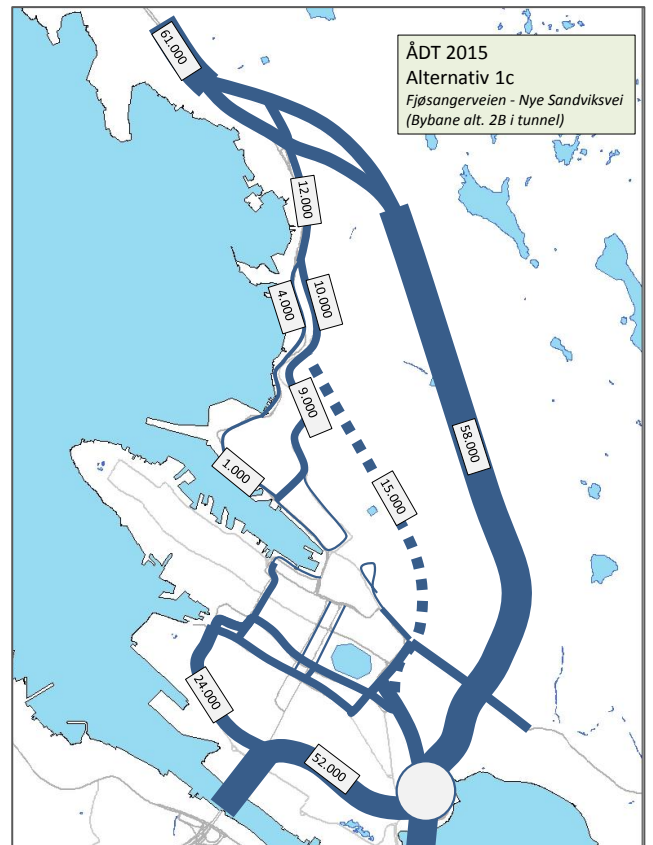 61.000
ÅDT 2015
Alternativ 1c
Fjøsangerveien - Nye Sandviksvei
(Bybane alt. 2B i tunnel)
12.000
10.000
4.000
9.000
58.000
1.000
15.000
24.000
52.000